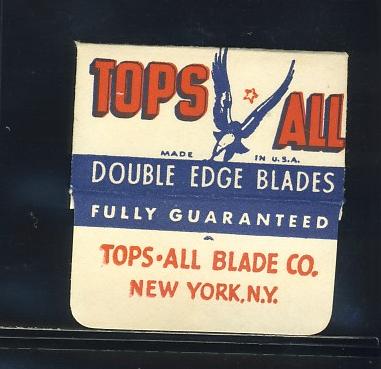 TOPS ALL
MADE IN U.S.A.
DOUBLE EDGE BLADES
FULLY GUARANTEED
TOPS·ALL BLADE CO.
NEW YORK, N.Y.